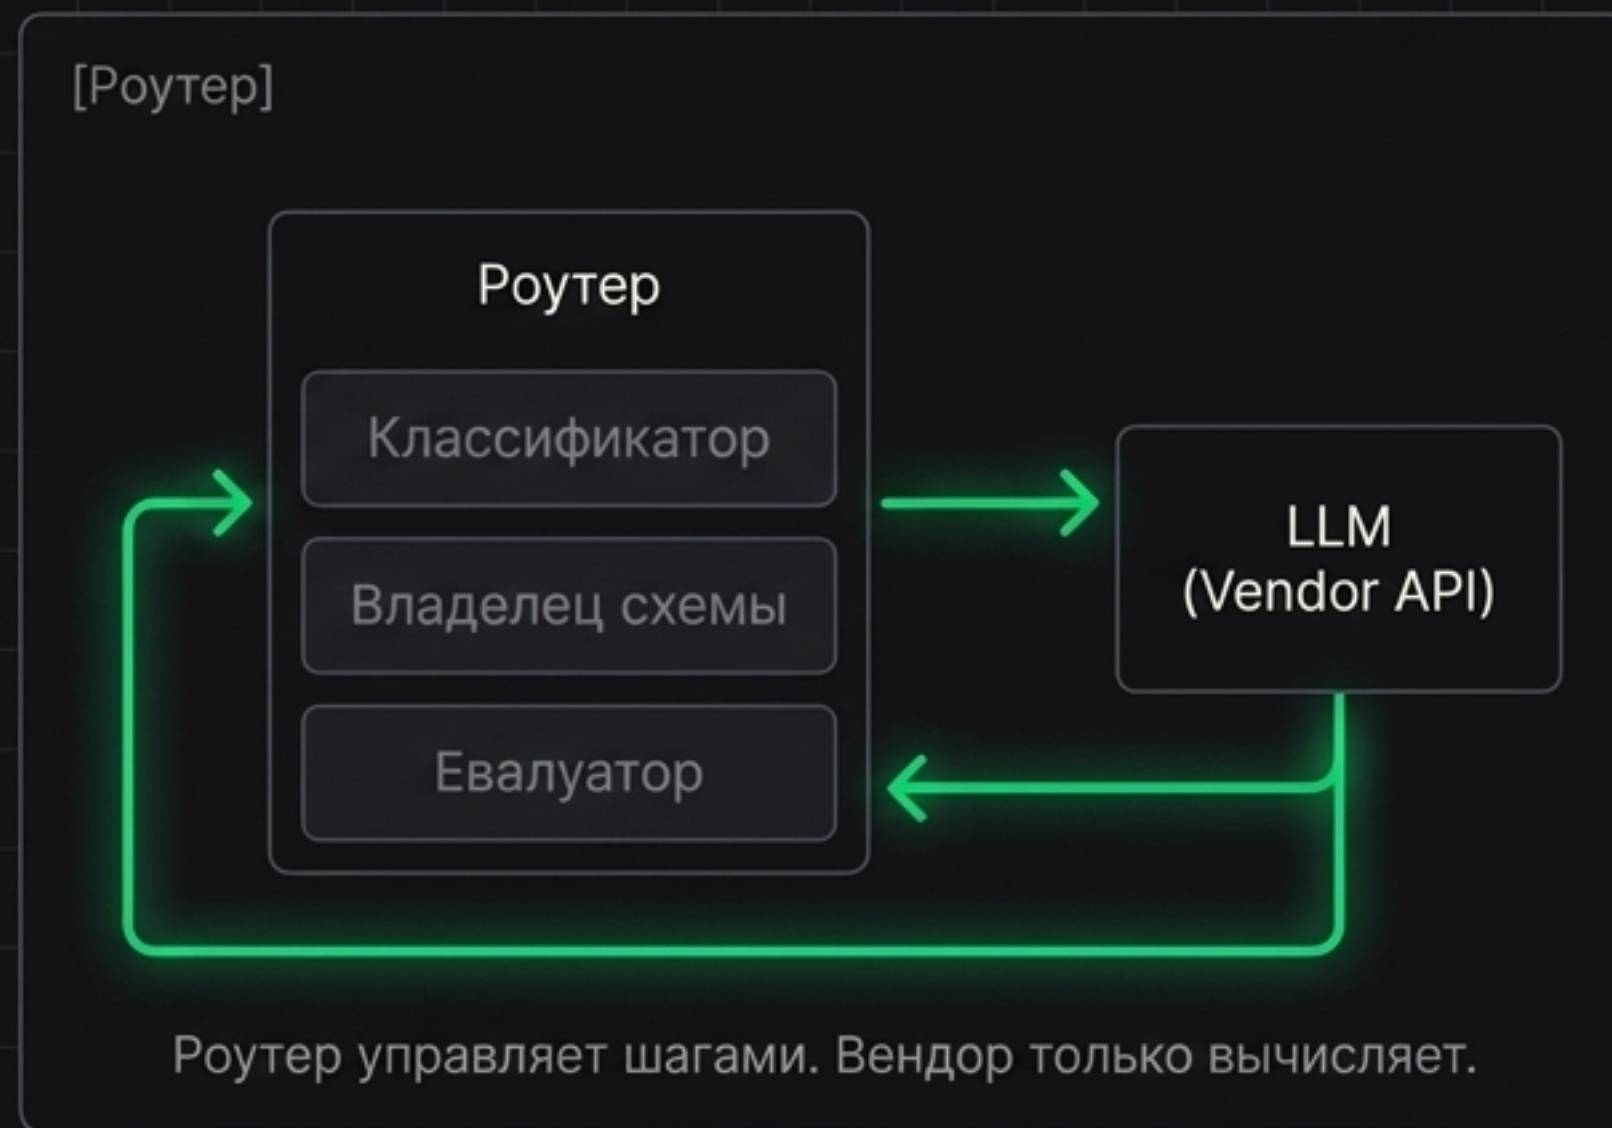 [Роутер]
Роутер
Классификатор
Владелец схемы
Евалуатор
LLM
(Vendor API)
Роутер управляет шагами. Вендор только вычисляет.